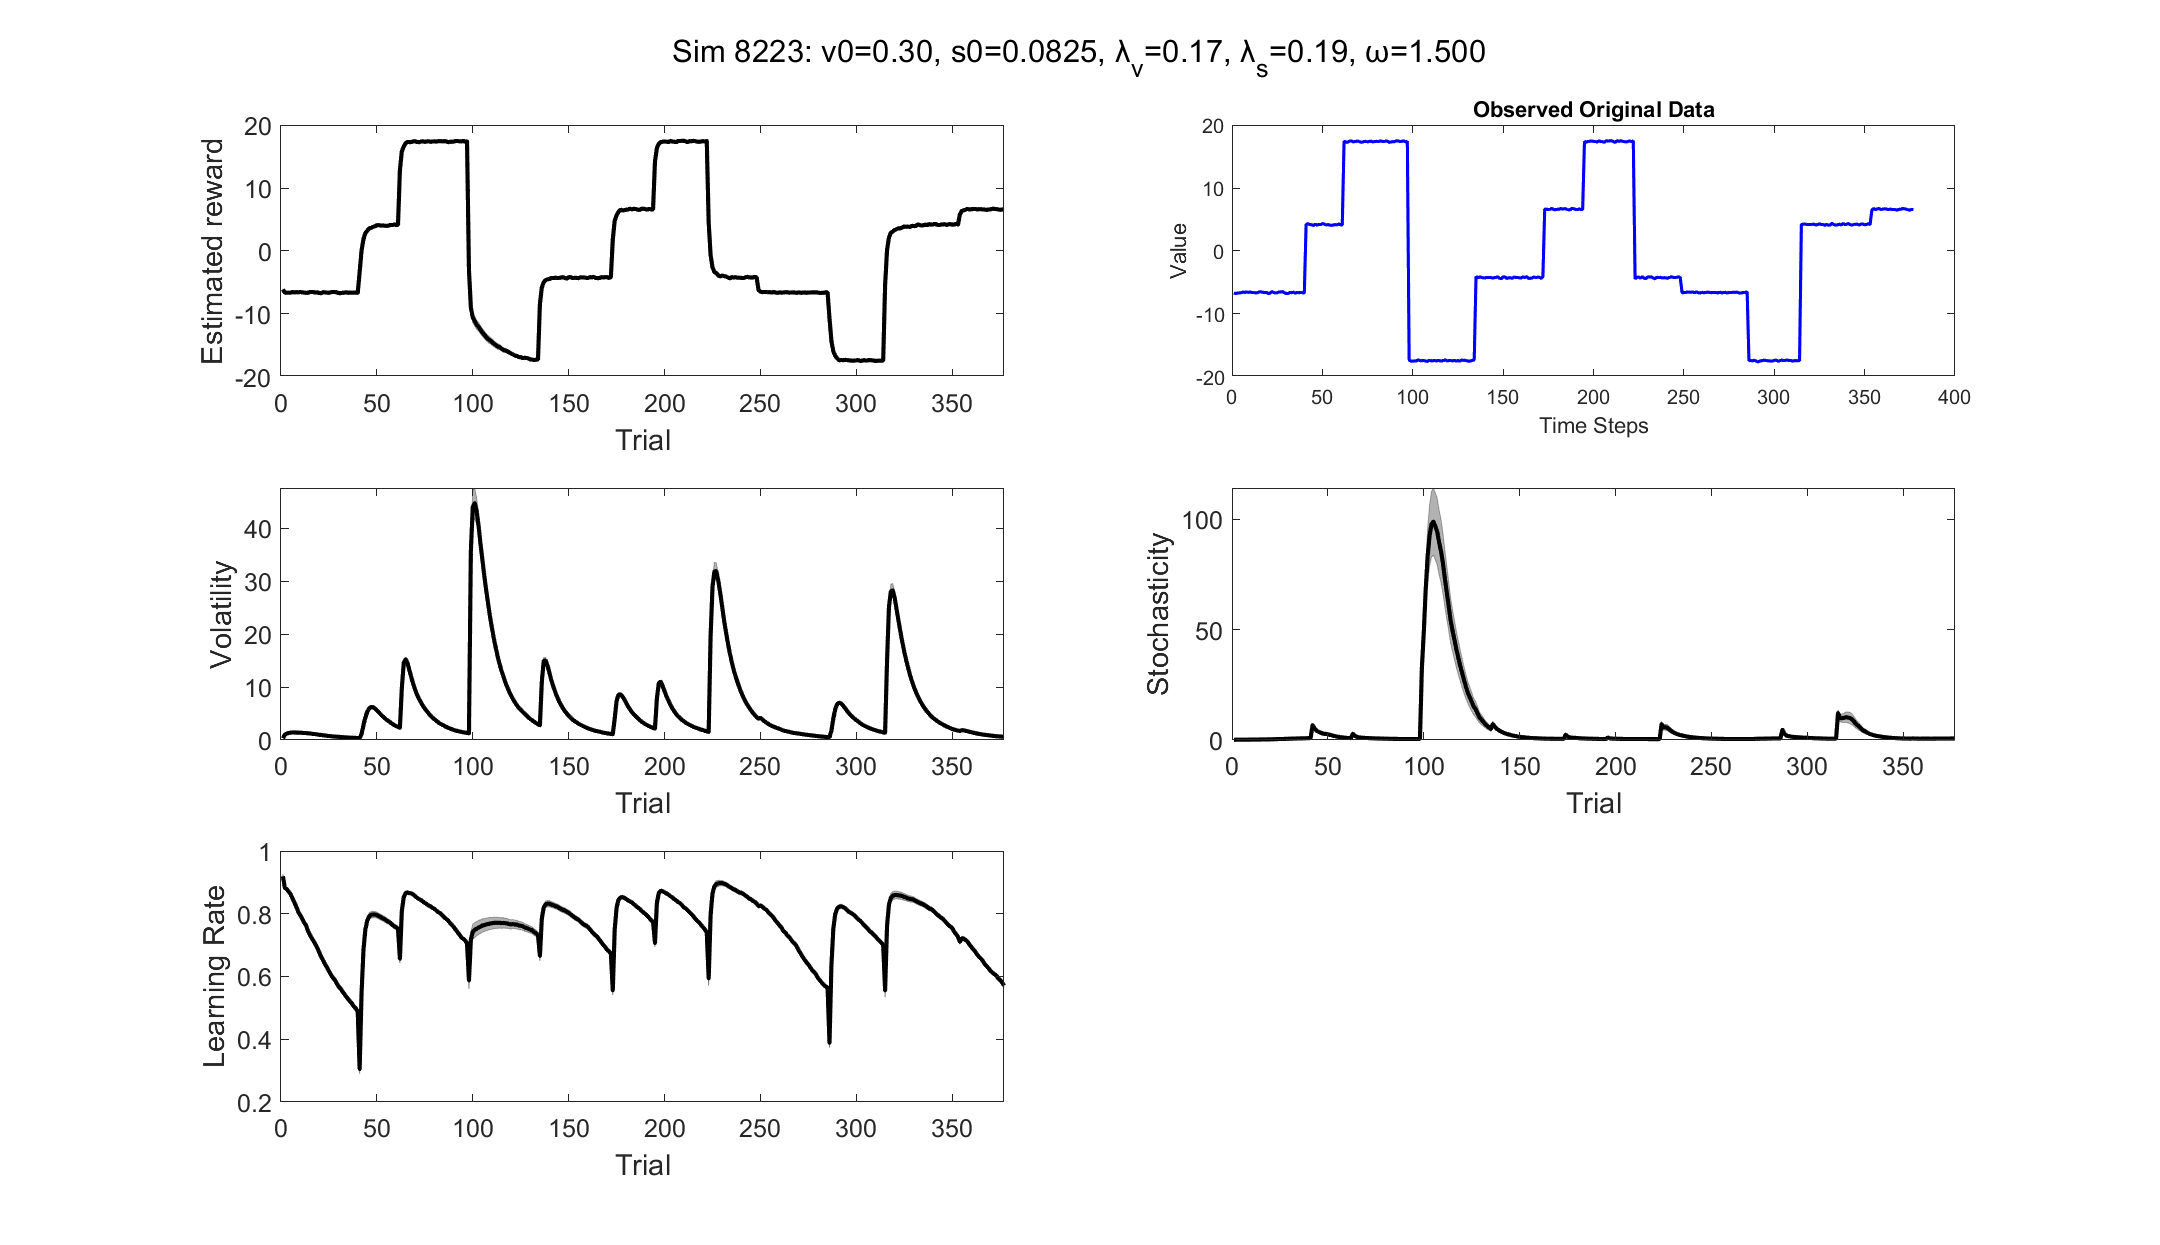 Sim 8223: v0=0.30, s0=0.0825, λv=0.17, λs=0.19, ω=1.500
Estimated reward
20
10
0
-10
-20
0 50 100 150 200 250 300 350
Trial
Observed Original Data
Value
20
10
0
-10
-20
0 50 100 150 200 250 300 350 400
Time Steps
Volatility
40
30
20
10
0
0 50 100 150 200 250 300 350
Trial
Stochasticity
100
50
0
0 50 100 150 200 250 300 350
Trial
Learning Rate
1
0.8
0.6
0.4
0.2
0 50 100 150 200 250 300 350
Trial